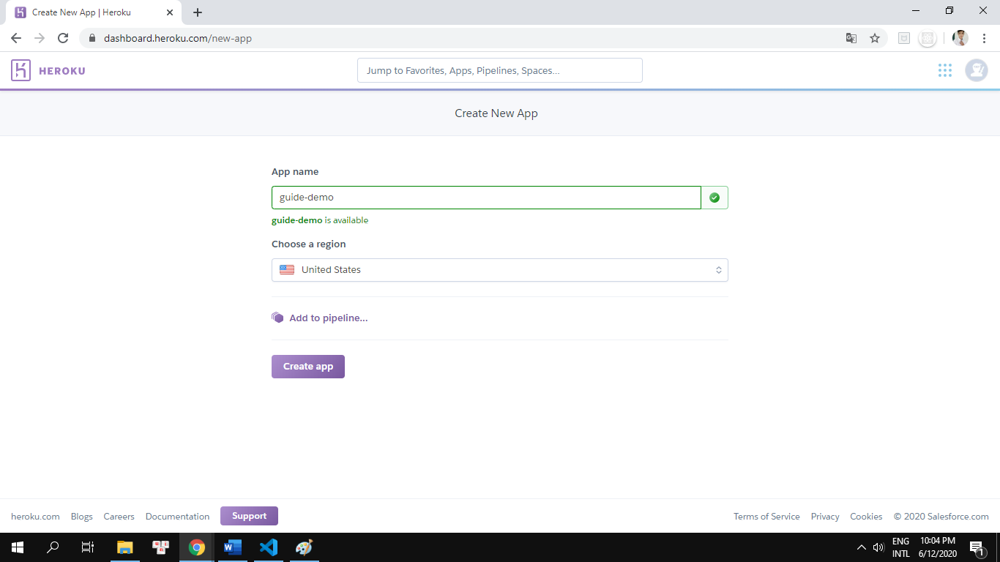 Create New App | Heroku
dashboard.heroku.com/new-app
HEROKU
Jump to Favorites, Apps, Pipelines, Spaces...
Create New App
App name
guide-demo
guide-demo is available
Choose a region
United States
Add to pipeline...
Create app
heroku.com Blogs Careers Documentation Support Terms of Service Privacy Cookies © 2020 Salesforce.com
ENG 10:04 PM
INTL 6/12/2020 1